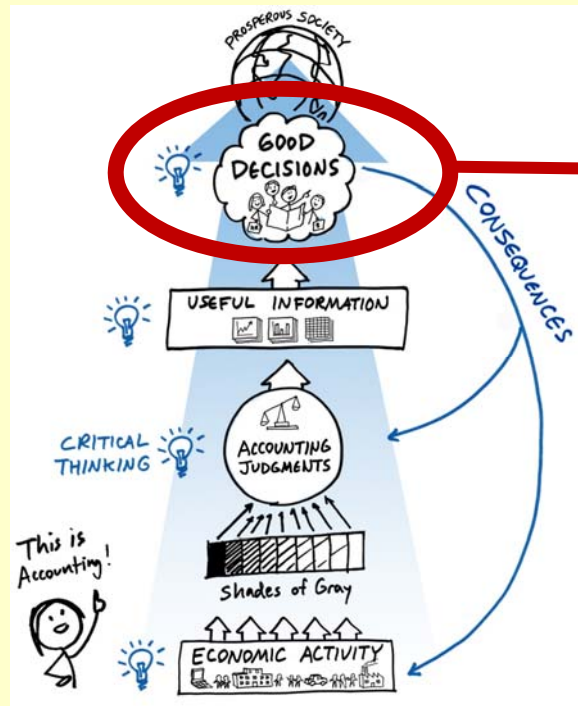 PROSPEROUS SOCIETY
GOOD
DECISIONS
CONSEQUENCES
USEFUL INFORMATION
CRITICAL
THINKING
ACCOUNTING
JUDGMENTS
This is
Accounting!
Shades of Gray
ECONOMIC ACTIVITY